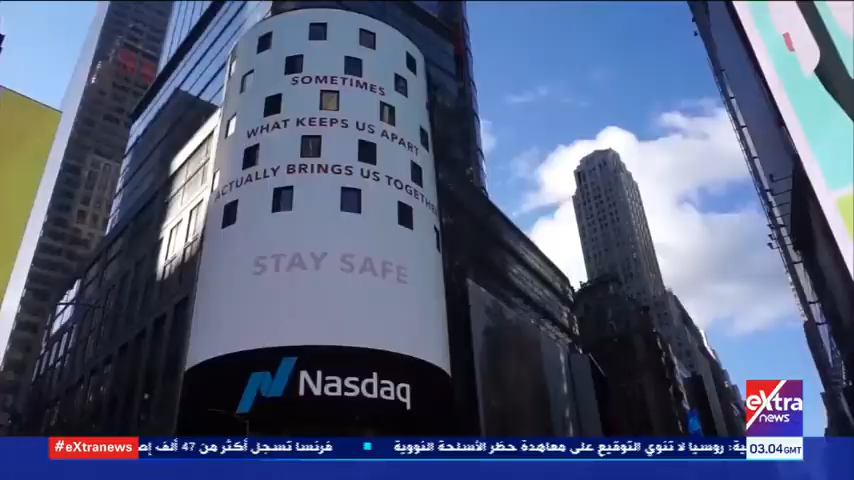 SOMETIMES
WHAT KEEPS US APART
ACTUALLY BRINGS US TOGETHER
STAY SAFE
Nasdaq
eXtra
news
03.04GMT
#eXtranews
روسيا لا تنوي التوقيع على معاهدة حظر الأسلحة النووية ■ فرنسا تسجل أكثر من 47 ألف